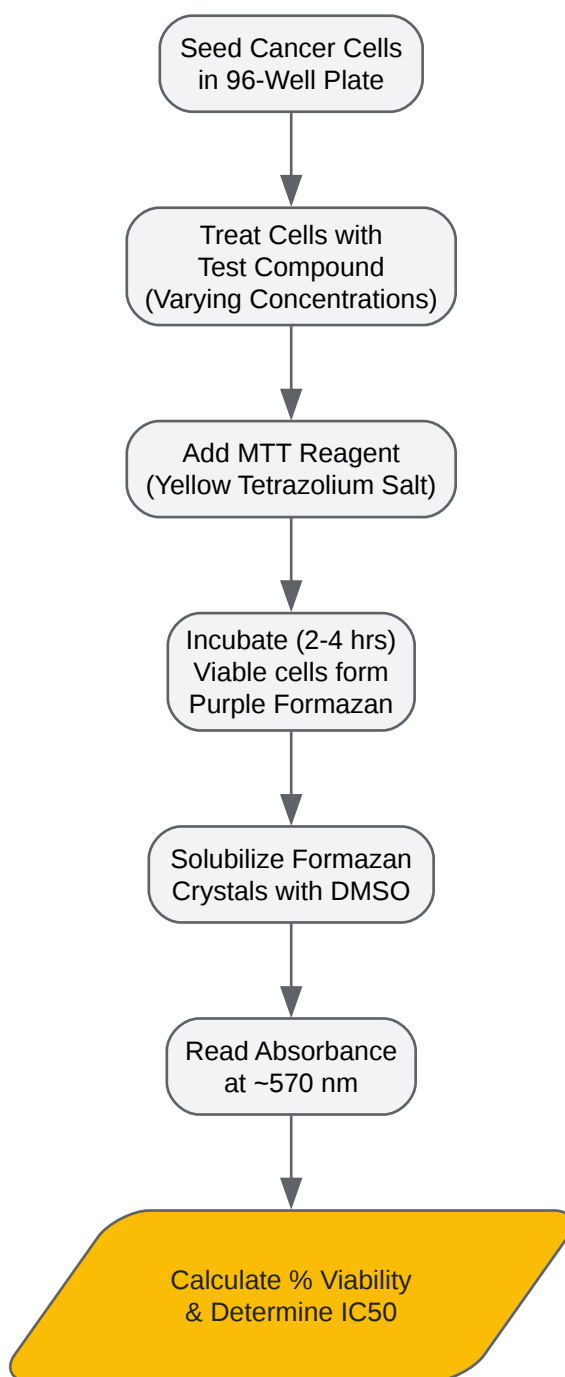 Seed Cancer Cells
in 96-Well Plate
Treat Cells with
Test Compound
(Varying Concentrations)
Add MTT Reagent
(Yellow Tetrazolium Salt)
Incubate (2-4 hrs)
Viable cells form
Purple Formazan
Solubilize Formazan
Crystals with DMSO
Read Absorbance
at ~570 nm
Calculate % Viability
& Determine IC50